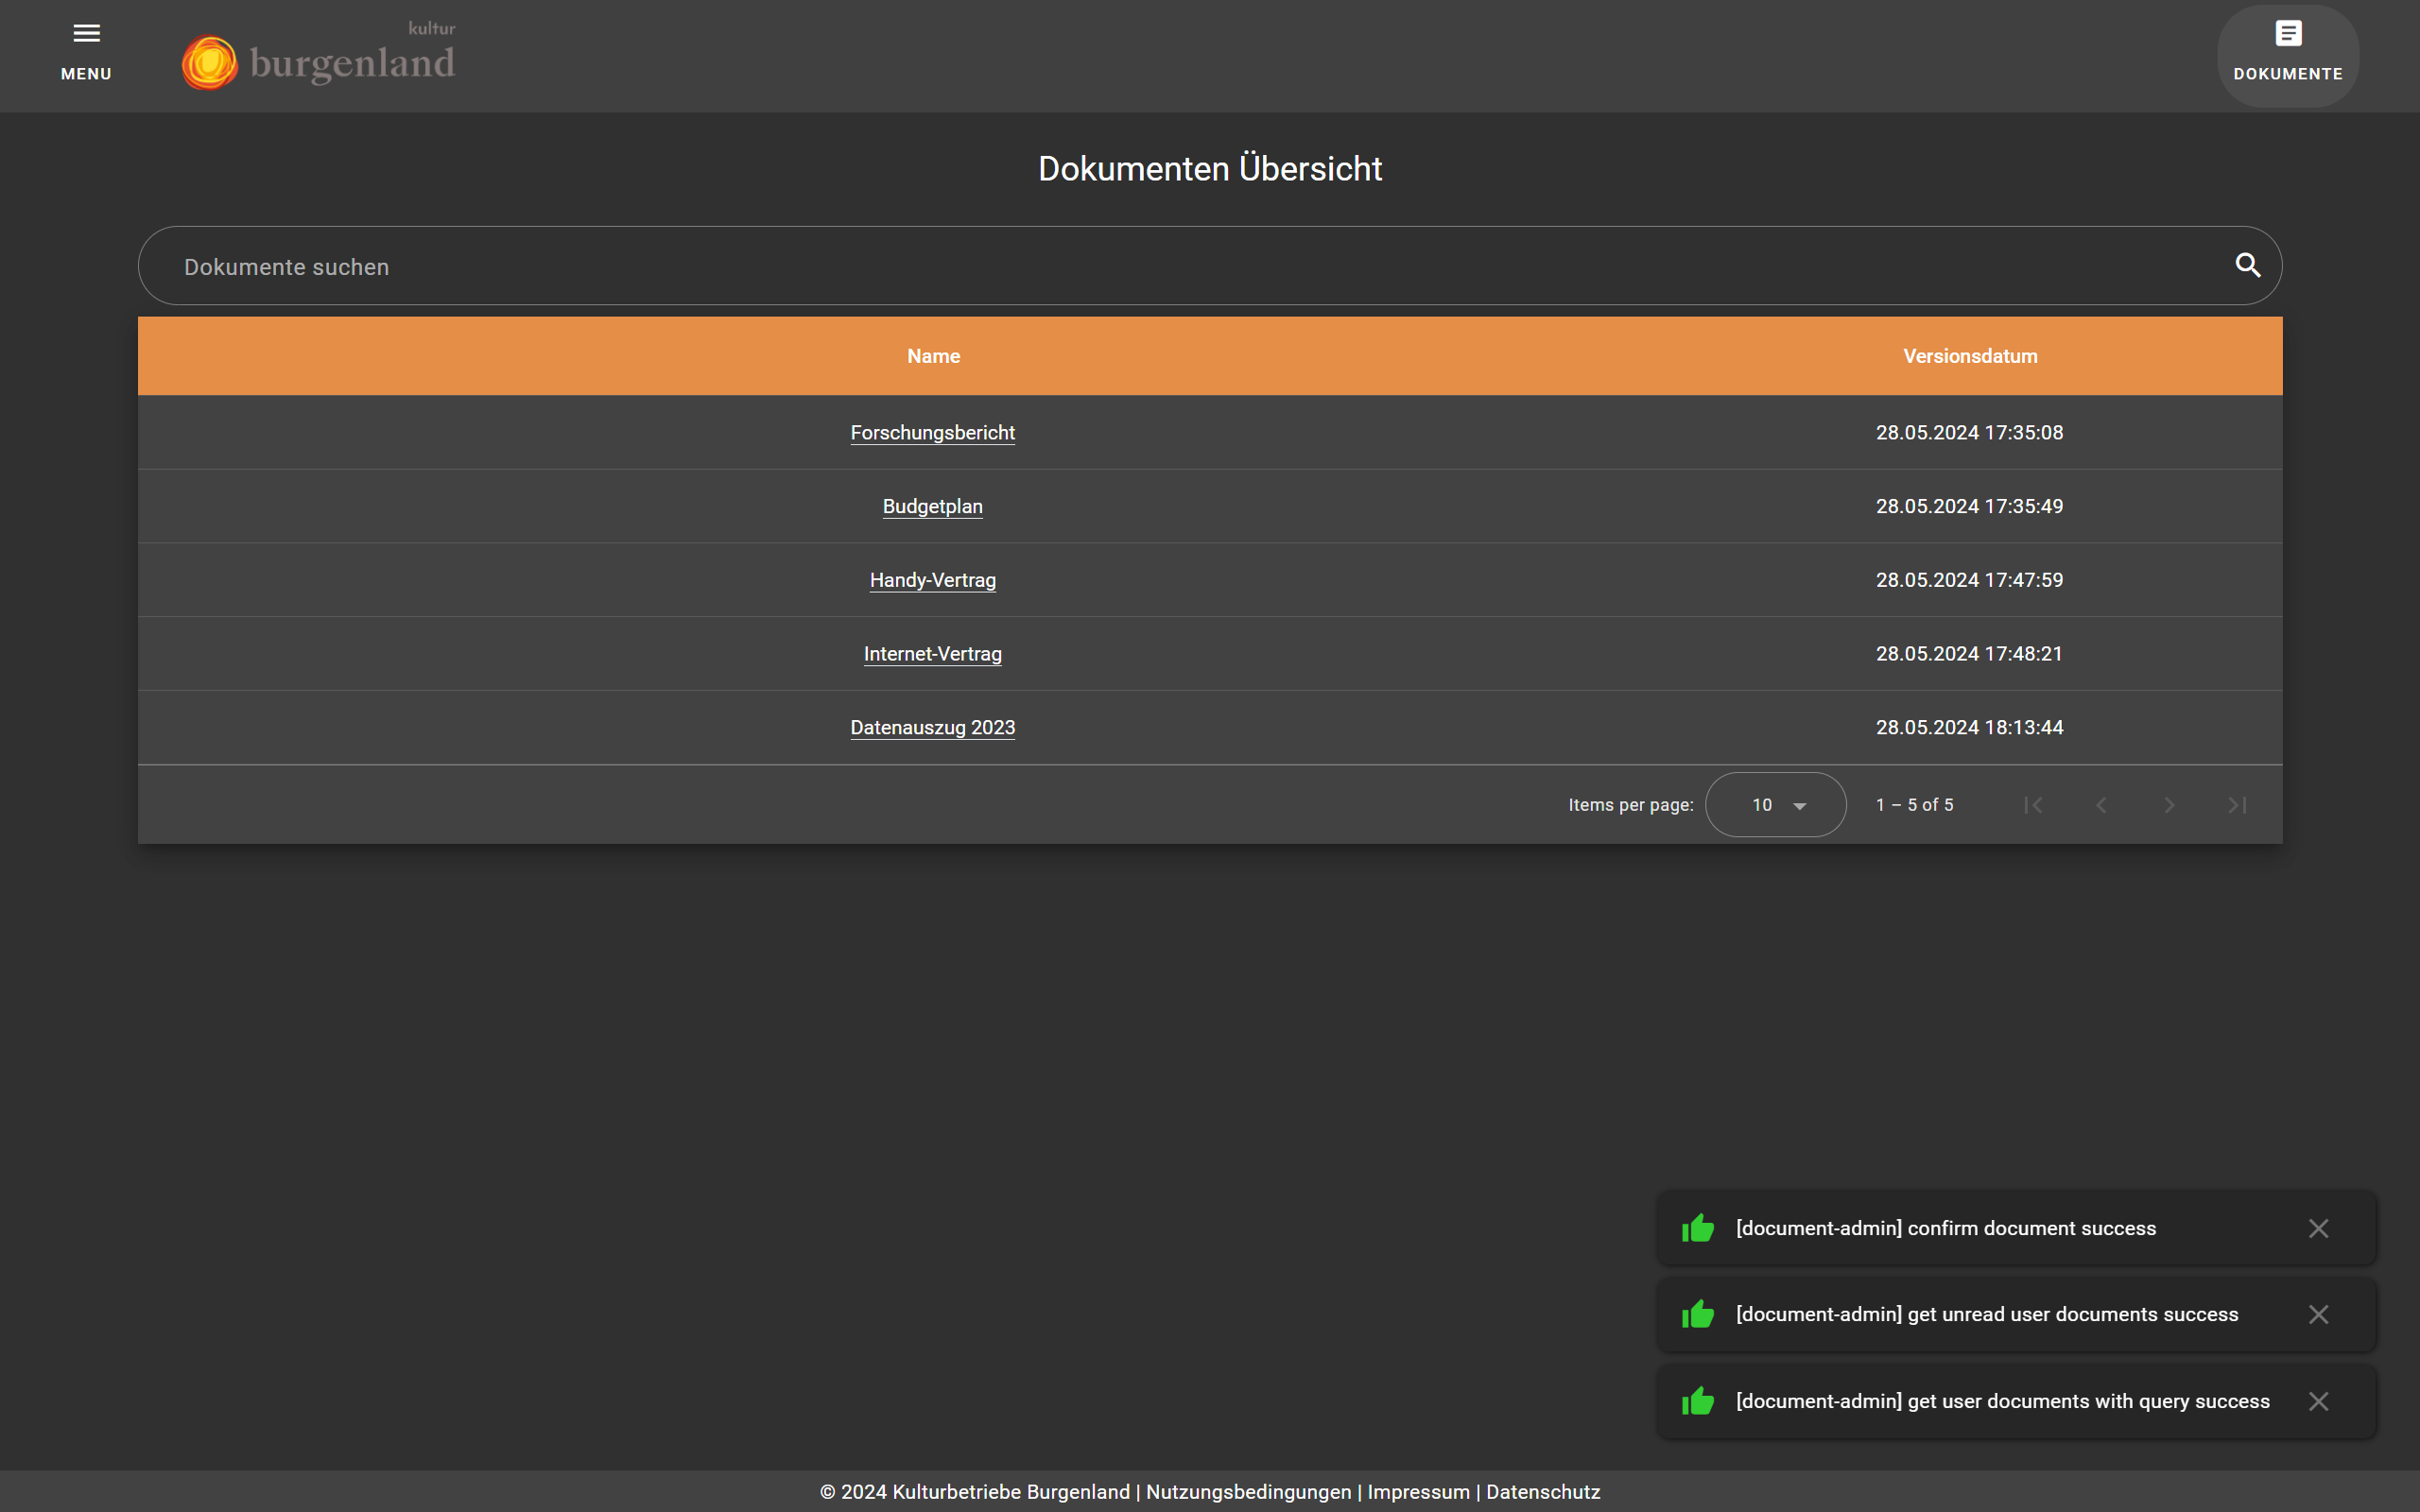 MENU
kultur
burgenland
DOKUMENTE
Dokumenten Übersicht
Dokumente suchen
Name Versionsdatum
Forschungsbericht 28.05.2024 17:35:08
Budgetplan 28.05.2024 17:35:49
Handy-Vertrag 28.05.2024 17:47:59
Internet-Vertrag 28.05.2024 17:48:21
Datenauszug 2023 28.05.2024 18:13:44
Items per page: 10 1 – 5 of 5
[document-admin] confirm document success
[document-admin] get unread user documents success
[document-admin] get user documents with query success
© 2024 Kulturbetriebe Burgenland | Nutzungsbedingungen | Impressum | Datenschutz